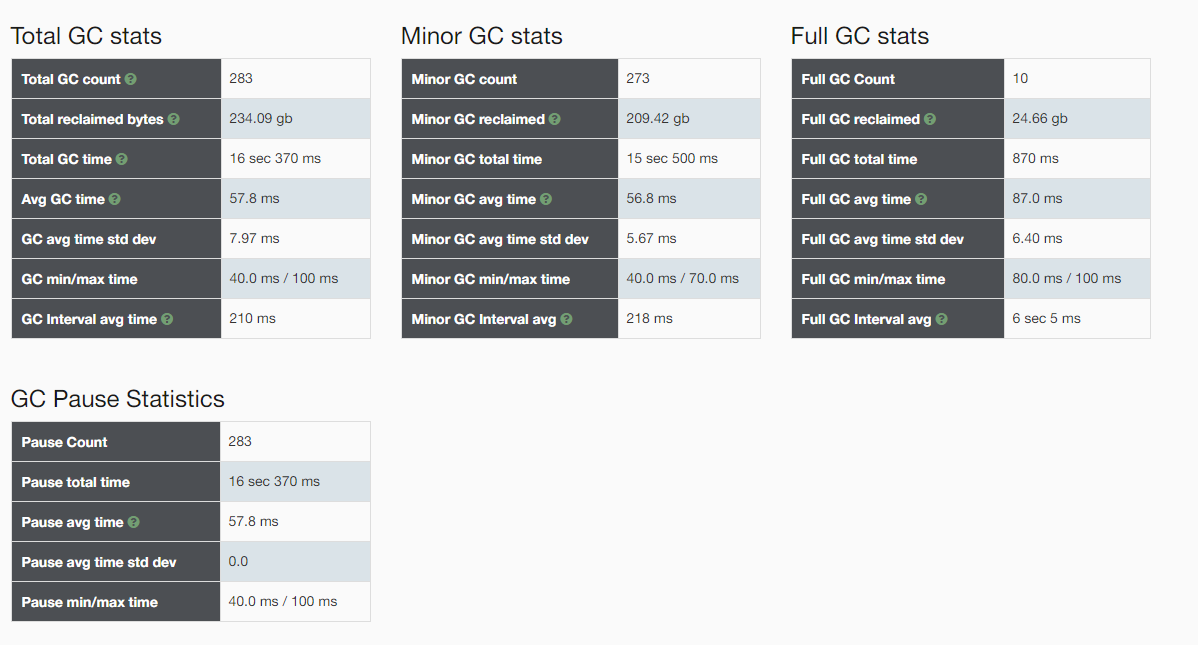 Total GC stats
Total GC count 283
Total reclaimed bytes 234.09 gb
Total GC time 16 sec 370 ms
Avg GC time 57.8 ms
GC avg time std dev 7.97 ms
GC min/max time 40.0 ms / 100 ms
GC Interval avg time 210 ms
Minor GC stats
Minor GC count 273
Minor GC reclaimed 209.42 gb
Minor GC total time 15 sec 500 ms
Minor GC avg time 56.8 ms
Minor GC avg time std dev 5.67 ms
Minor GC min/max time 40.0 ms / 70.0 ms
Minor GC Interval avg 218 ms
Full GC stats
Full GC Count 10
Full GC reclaimed 24.66 gb
Full GC total time 870 ms
Full GC avg time 87.0 ms
Full GC avg time std dev 6.40 ms
Full GC min/max time 80.0 ms / 100 ms
Full GC Interval avg 6 sec 5 ms
GC Pause Statistics
Pause Count 283
Pause total time 16 sec 370 ms
Pause avg time 57.8 ms
Pause avg time std dev 0.0
Pause min/max time 40.0 ms / 100 ms